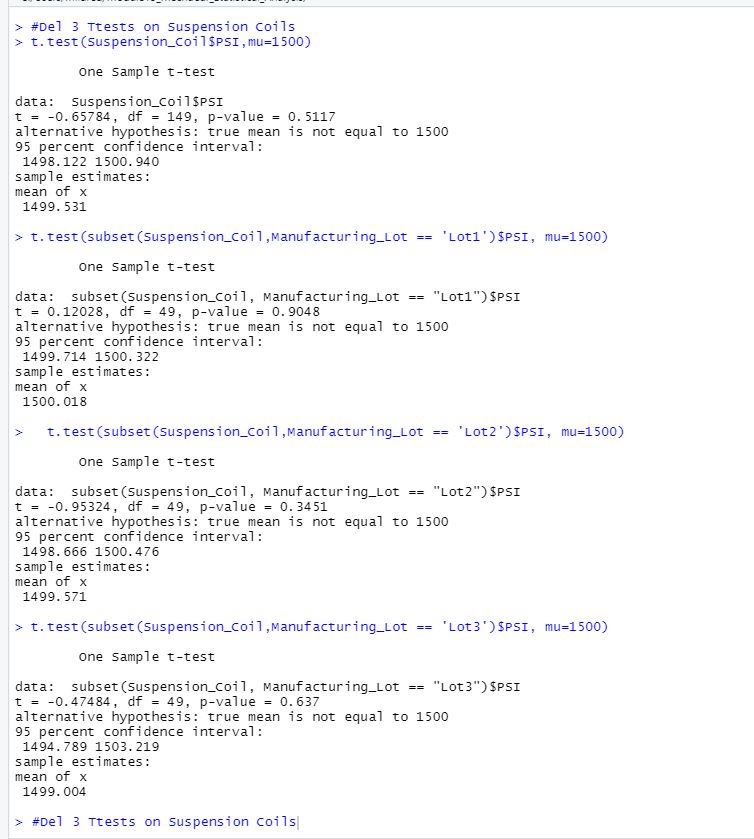 > #Del 3 Ttests on Suspension Coils
> t.test(Suspension_Coil$PSI,mu=1500)
One Sample t-test
data:  Suspension_Coil$PSI
t = -0.65784, df = 149, p-value = 0.5117
alternative hypothesis: true mean is not equal to 1500
95 percent confidence interval:
1498.122 1500.940
sample estimates:
mean of x
1499.531
> t.test(subset(Suspension_Coil,Manufacturing_Lot == 'Lot1')$PSI, mu=1500)
One Sample t-test
data:  subset(Suspension_Coil, Manufacturing_Lot == "Lot1")$PSI
t = 0.12028, df = 49, p-value = 0.9048
alternative hypothesis: true mean is not equal to 1500
95 percent confidence interval:
1499.714 1500.322
sample estimates:
mean of x
1500.018
>   t.test(subset(Suspension_Coil,Manufacturing_Lot == 'Lot2')$PSI, mu=1500)
One Sample t-test
data:  subset(Suspension_Coil, Manufacturing_Lot == "Lot2")$PSI
t = -0.95324, df = 49, p-value = 0.3451
alternative hypothesis: true mean is not equal to 1500
95 percent confidence interval:
1498.666 1500.476
sample estimates:
mean of x
1499.571
> t.test(subset(Suspension_Coil,Manufacturing_Lot == 'Lot3')$PSI, mu=1500)
One Sample t-test
data:  subset(Suspension_Coil, Manufacturing_Lot == "Lot3")$PSI
t = -0.47484, df = 49, p-value = 0.637
alternative hypothesis: true mean is not equal to 1500
95 percent confidence interval:
1494.789 1503.219
sample estimates:
mean of x
1499.004
> #Del 3 Ttests on Suspension Coils